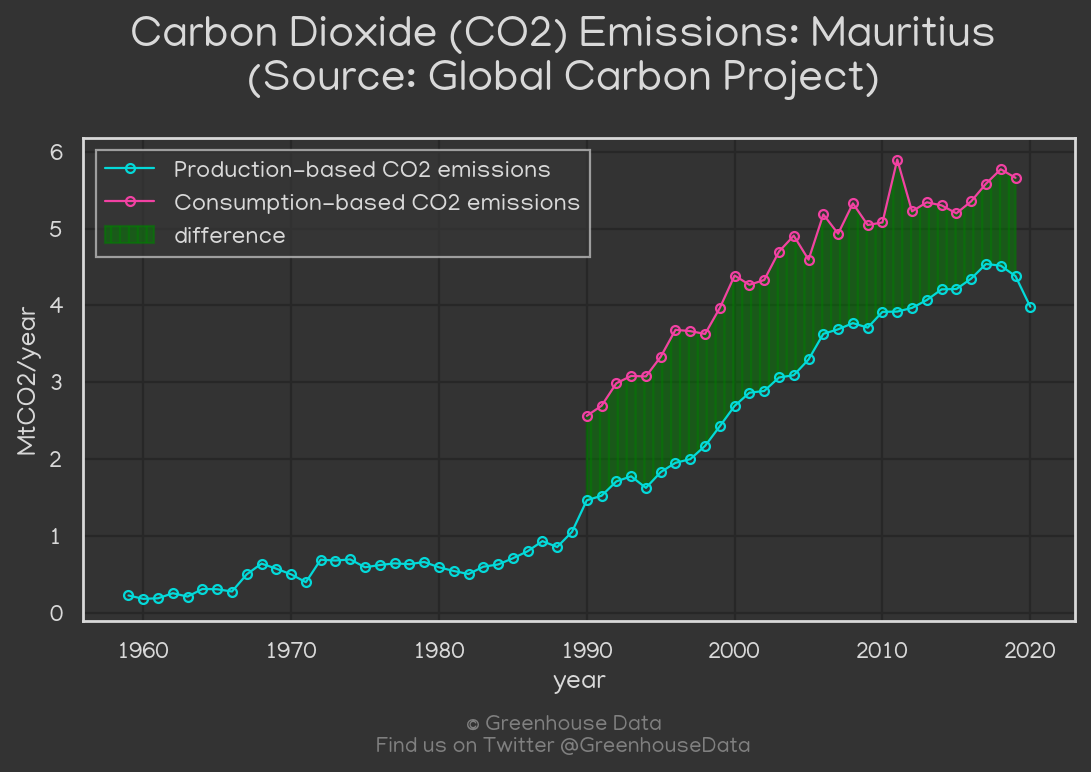 Carbon Dioxide (CO2) Emissions: Mauritius
(Source: Global Carbon Project)
6
5
4
3
2
1
0
MtCO2/year
Production-based CO2 emissions
Consumption-based CO2 emissions
difference
1960 1970 1980 1990 2000 2010 2020
year
© Greenhouse Data
Find us on Twitter @GreenhouseData